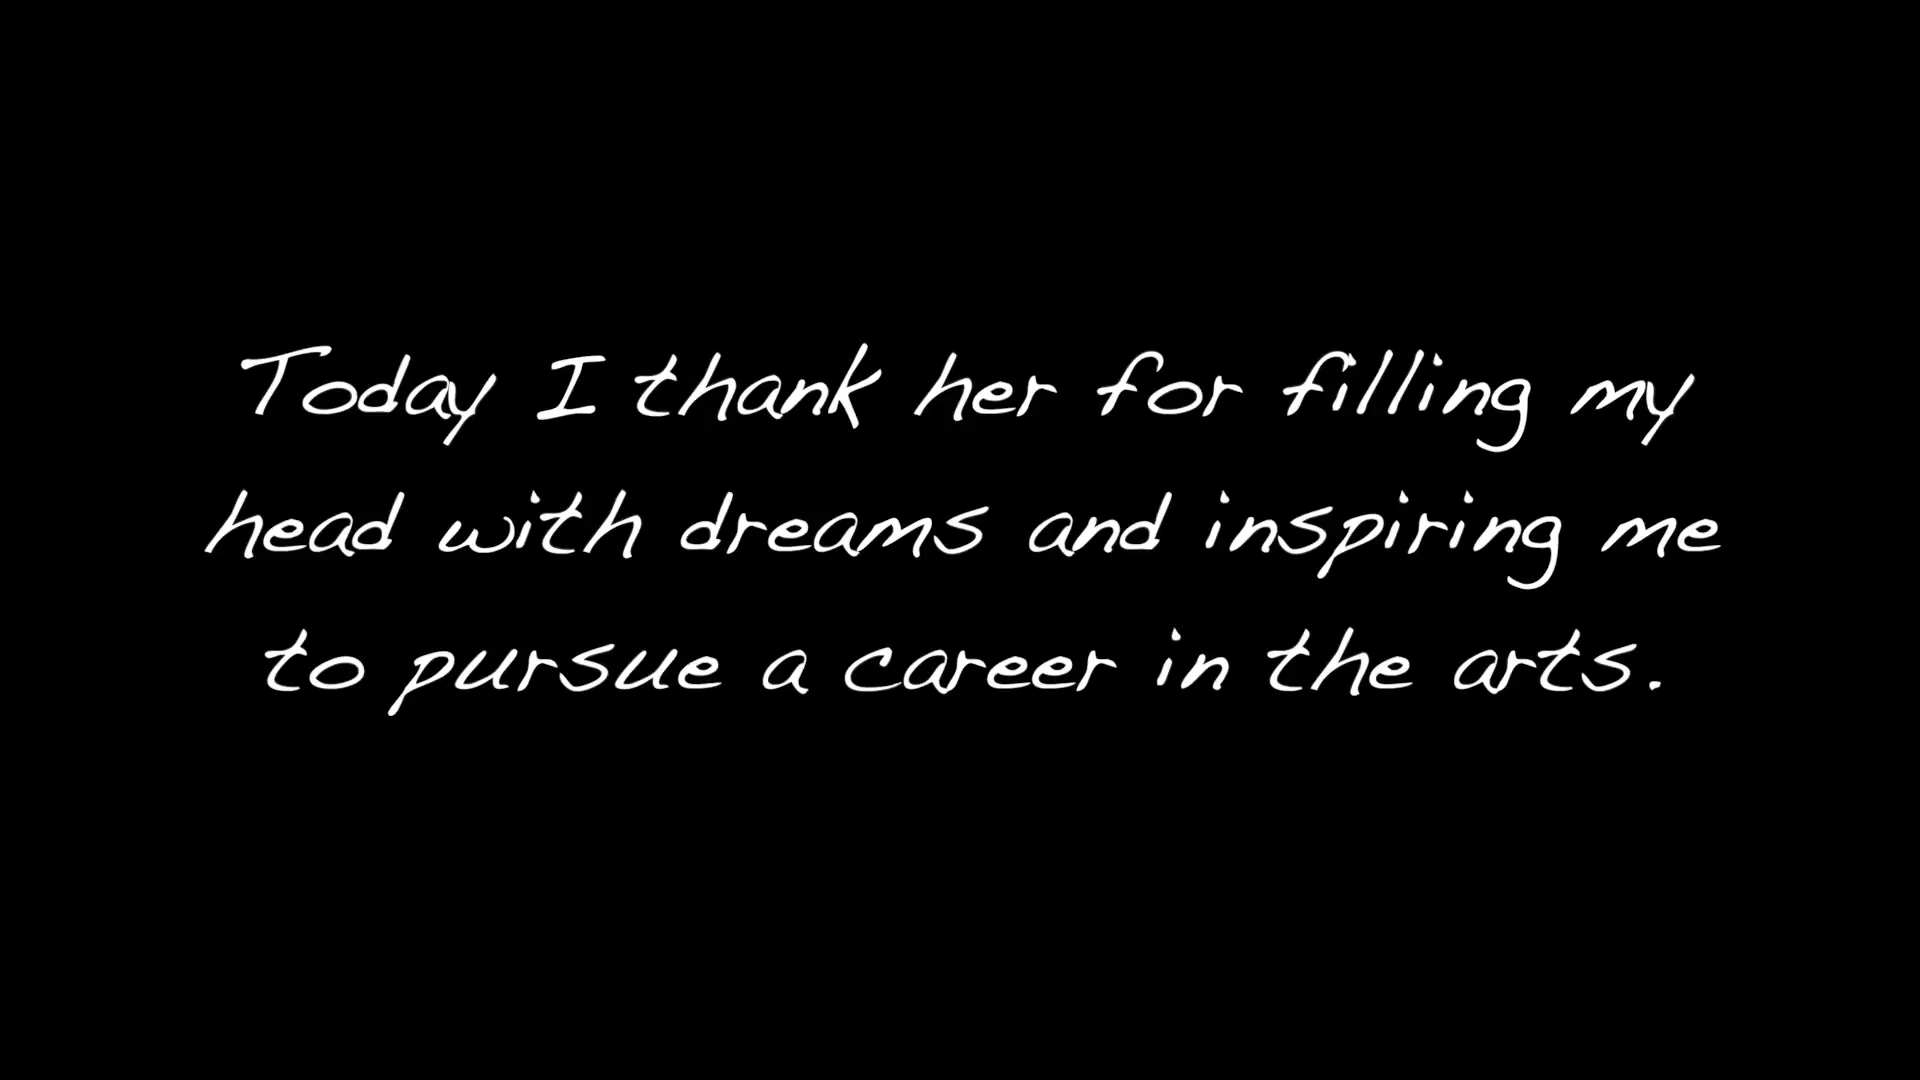 Today I thank her for filling my
head with dreams and inspiring me
to pursue a career in the arts.